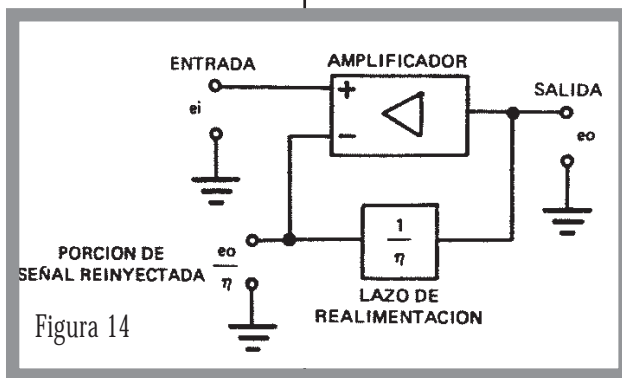 ENTRADA
AMPLIFICADOR
SALIDA
ei
+
−
eo
1
η
PORCION DE
SEÑAL REINYECTADA
eo
η
LAZO DE
REALIMENTACION
Figura 14